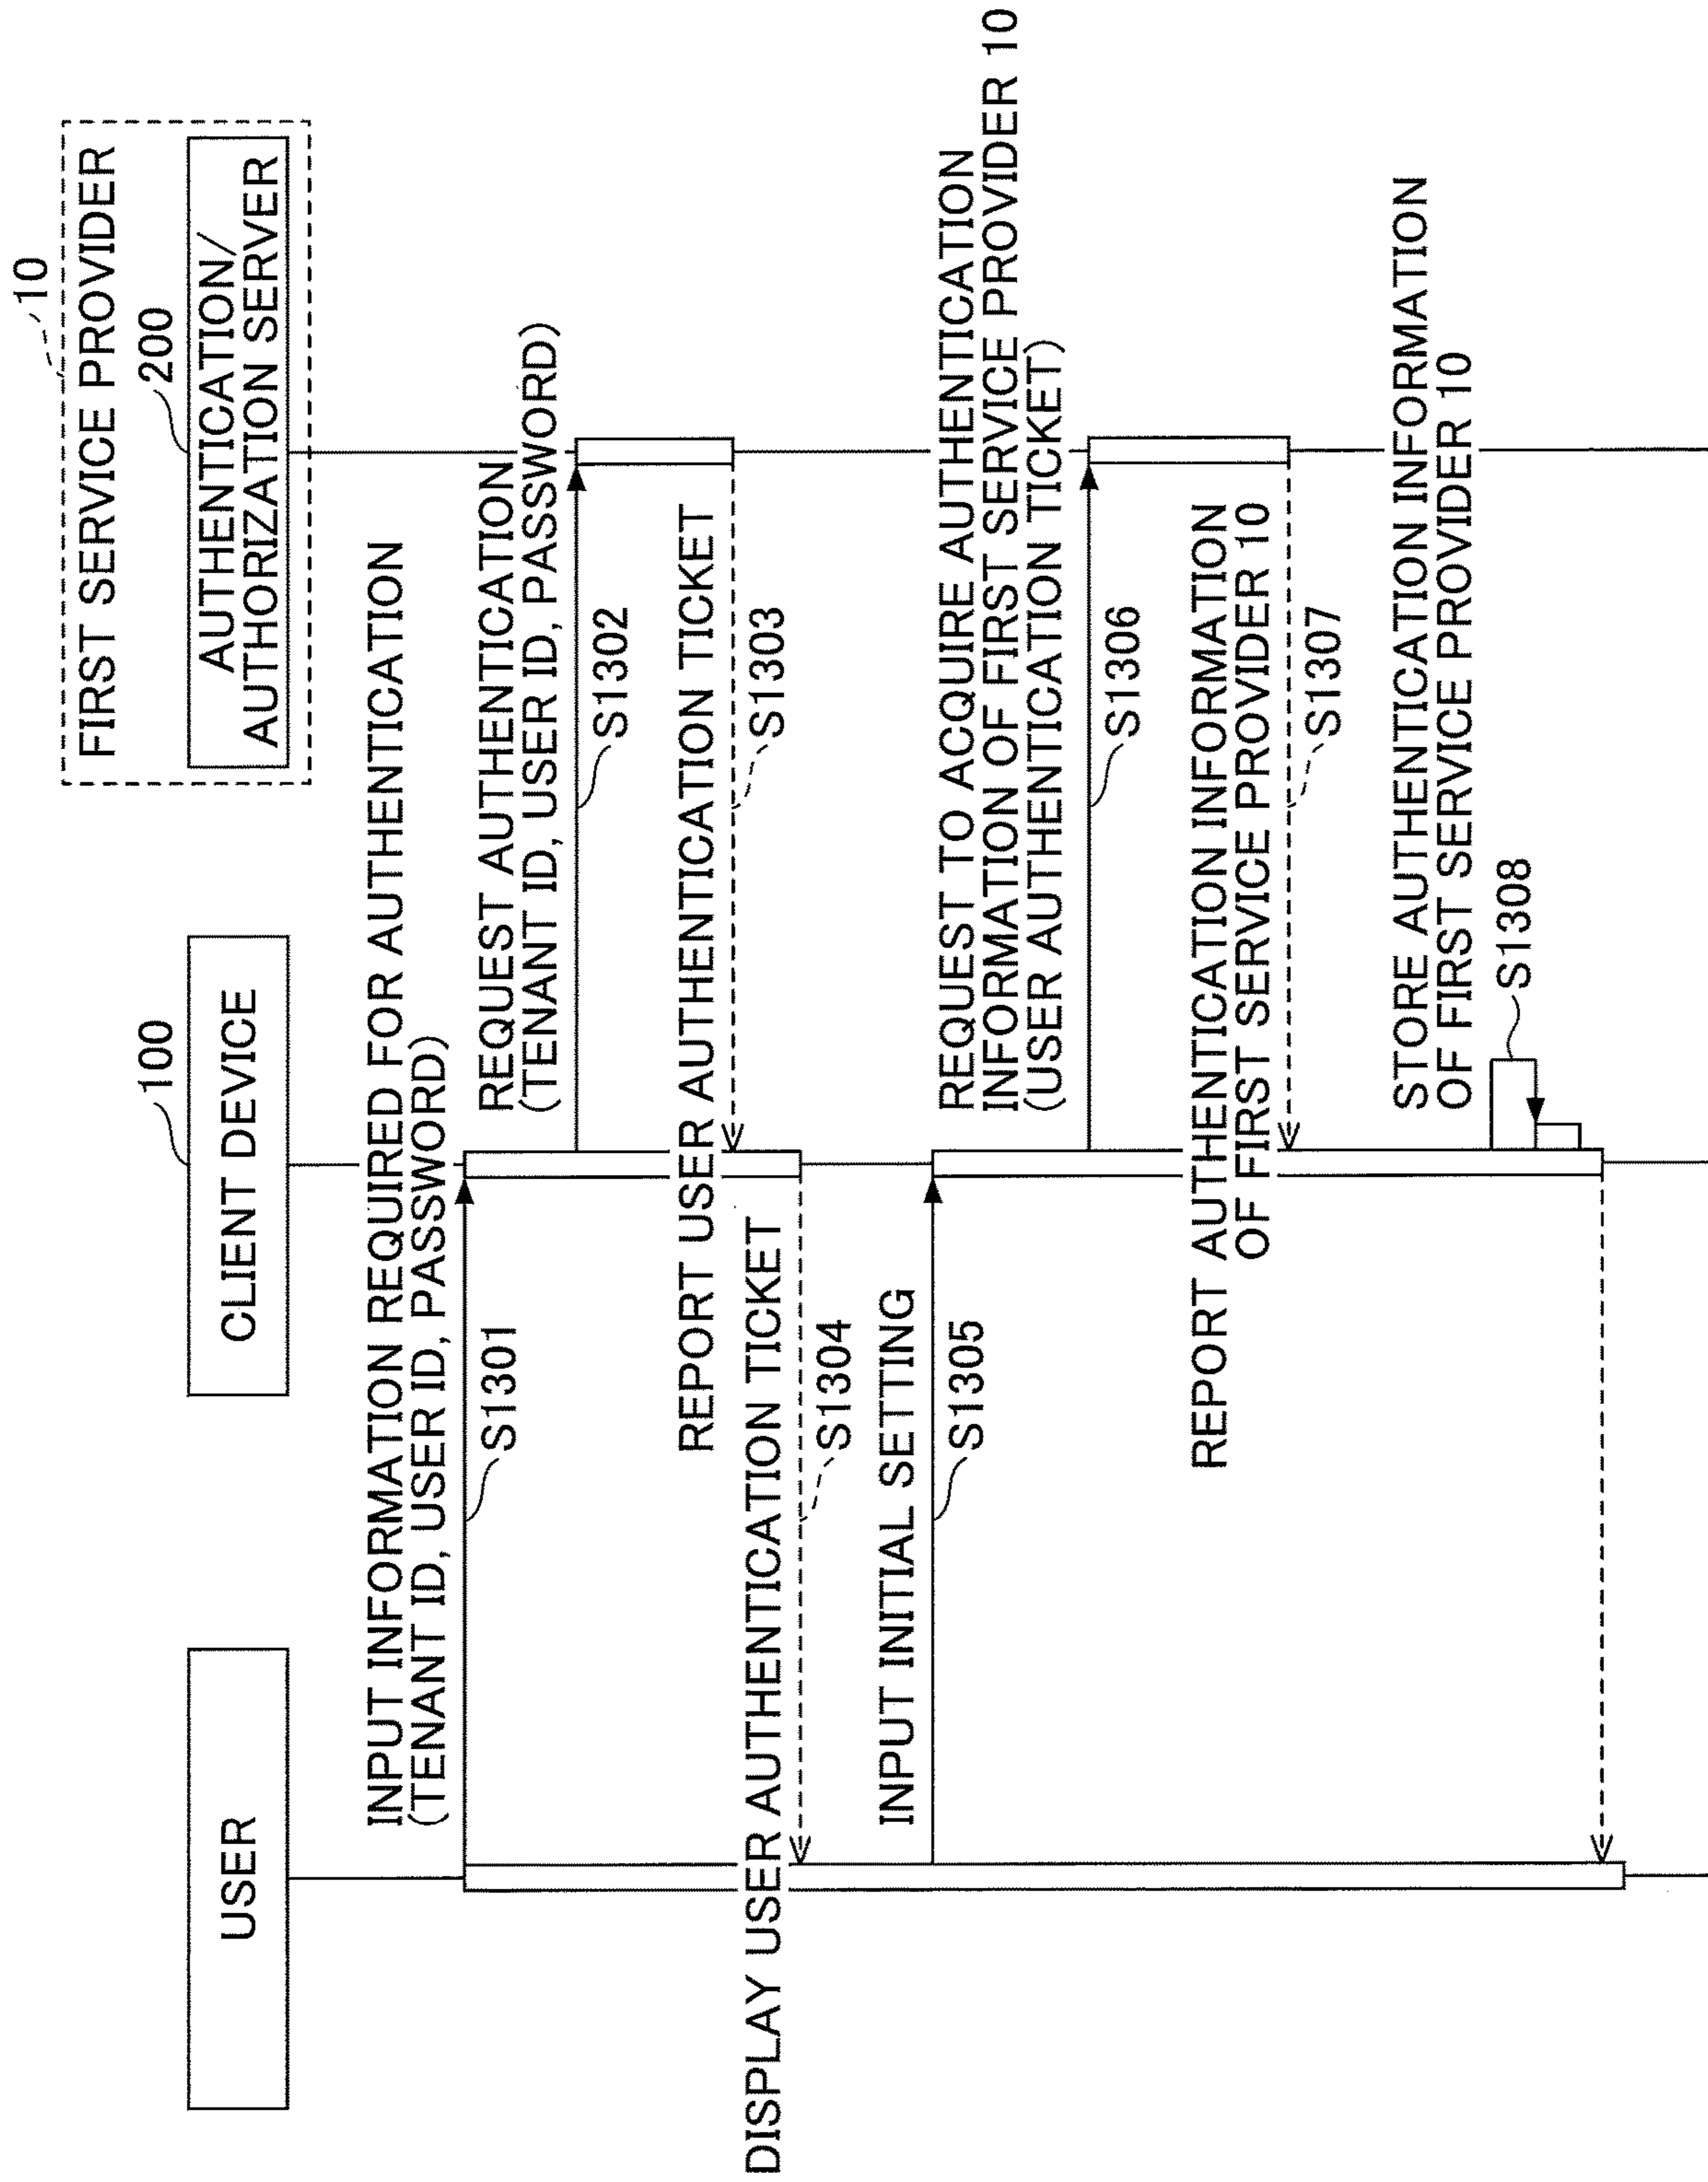 10
FIRST SERVICE PROVIDER
200
AUTHENTICATION/
AUTHORIZATION SERVER
100
CLIENT DEVICE
USER
INPUT INFORMATION REQUIRED FOR AUTHENTICATION
(TENANT ID, USER ID, PASSWORD)
S1301
REQUEST AUTHENTICATION
(TENANT ID, USER ID, PASSWORD)
S1302
REPORT USER AUTHENTICATION TICKET
S1303
DISPLAY USER AUTHENTICATION TICKET
S1304
INPUT INITIAL SETTING
S1305
REQUEST TO ACQUIRE AUTHENTICATION
INFORMATION OF FIRST SERVICE PROVIDER 10
(USER AUTHENTICATION TICKET)
S1306
REPORT AUTHENTICATION INFORMATION
OF FIRST SERVICE PROVIDER 10
S1307
STORE AUTHENTICATION INFORMATION
OF FIRST SERVICE PROVIDER 10
S1308